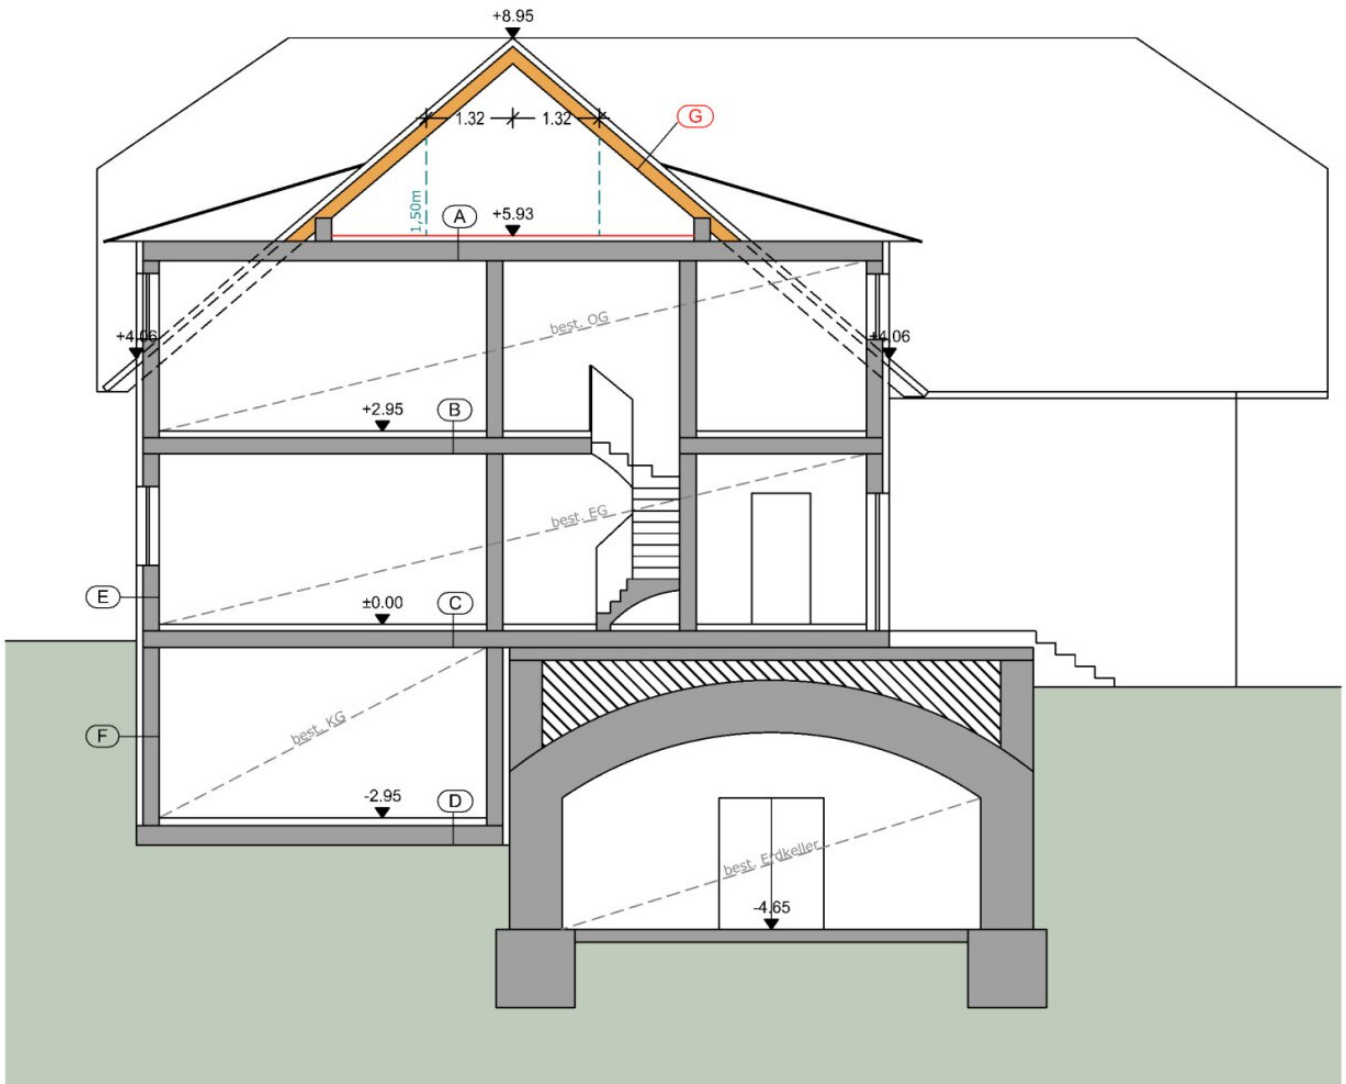 +8.95
1.32
1.32
G
1,50m
A
+5.93
best. OG
+4.06
+4.06
+2.95
B
best. EG
E
±0.00
C
best. KG
F
-2.95
D
best. Erdkeller
-4.65